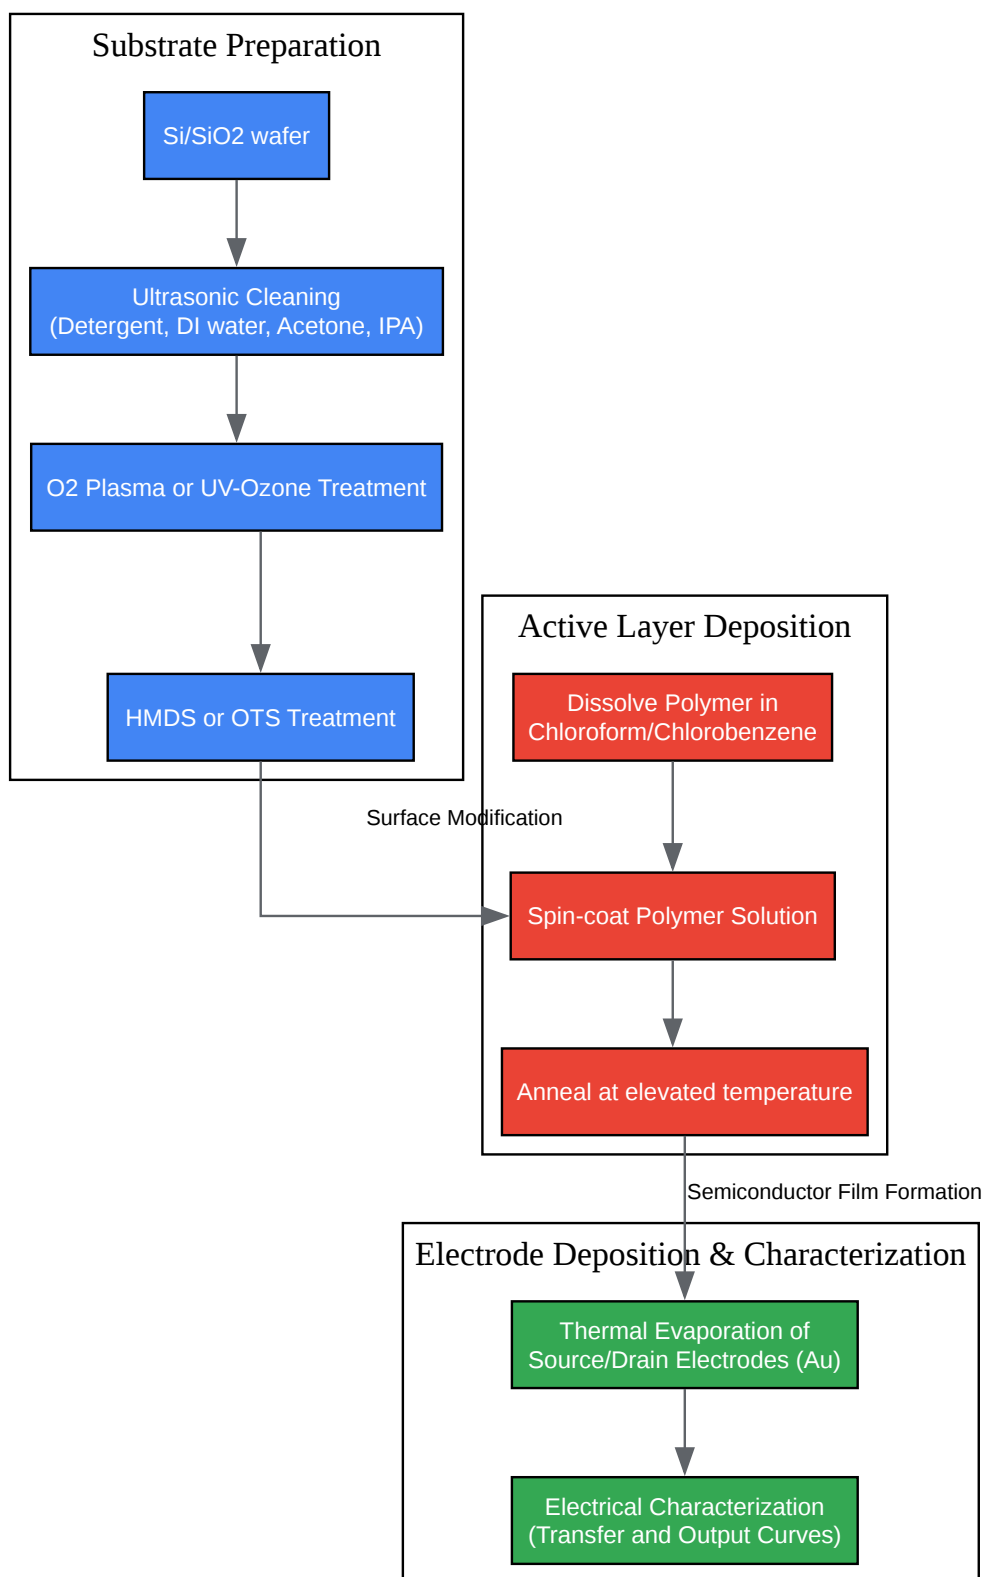 Substrate Preparation
Si/SiO2 wafer
Ultrasonic Cleaning
(Detergent, DI water, Acetone, IPA)
O2 Plasma or UV-Ozone Treatment
HMDS or OTS Treatment
Surface Modification
Active Layer Deposition
Dissolve Polymer in
Chloroform/Chlorobenzene
Spin-coat Polymer Solution
Anneal at elevated temperature
Semiconductor Film Formation
Electrode Deposition & Characterization
Thermal Evaporation of
Source/Drain Electrodes (Au)
Electrical Characterization
(Transfer and Output Curves)